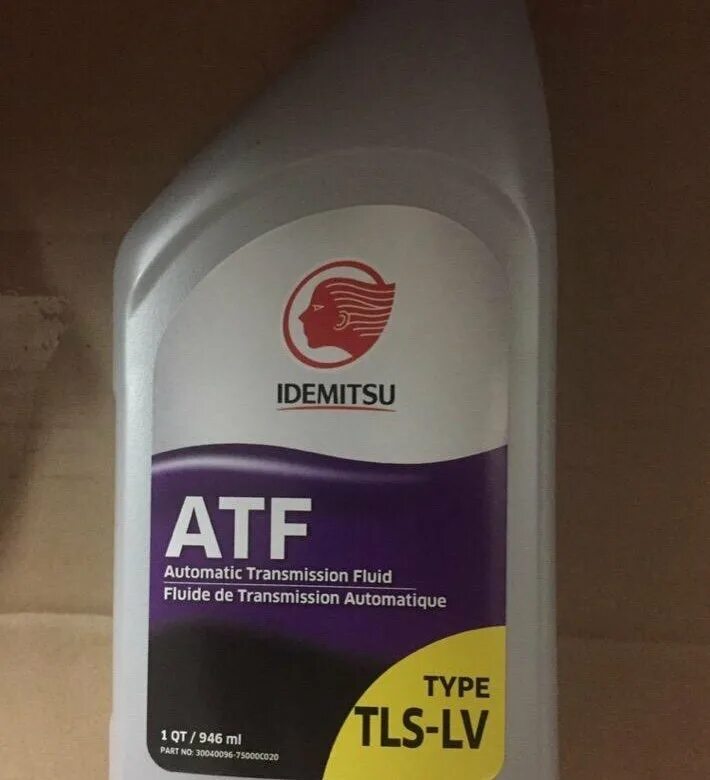 IDEMITSU
ATF
Automatic Transmission Fluid
Fluide de Transmission Automatique
TYPE
TLS-LV
1 QT / 946 ml
PART NO: 30040096-75000C020